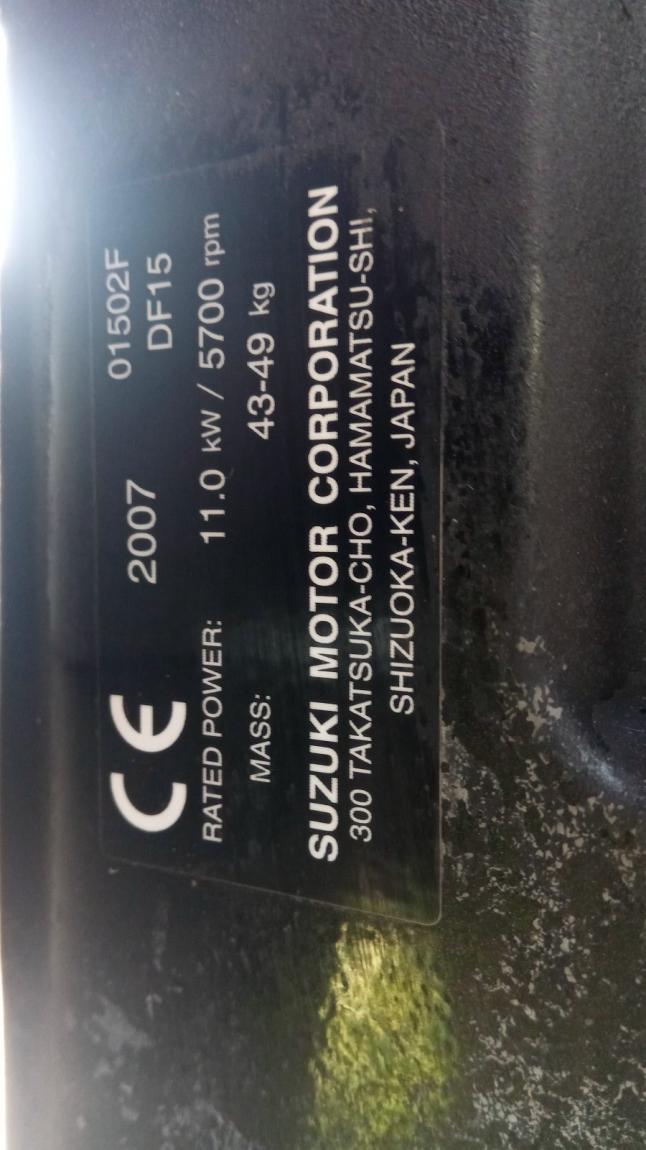 CE 2007 01502F
DF15
RATED POWER: 11.0 kW / 5700 rpm
MASS: 43-49 kg
SUZUKI MOTOR CORPORATION
300 TAKATSUKA-CHO, HAMAMATSU-SHI,
SHIZUOKA-KEN, JAPAN